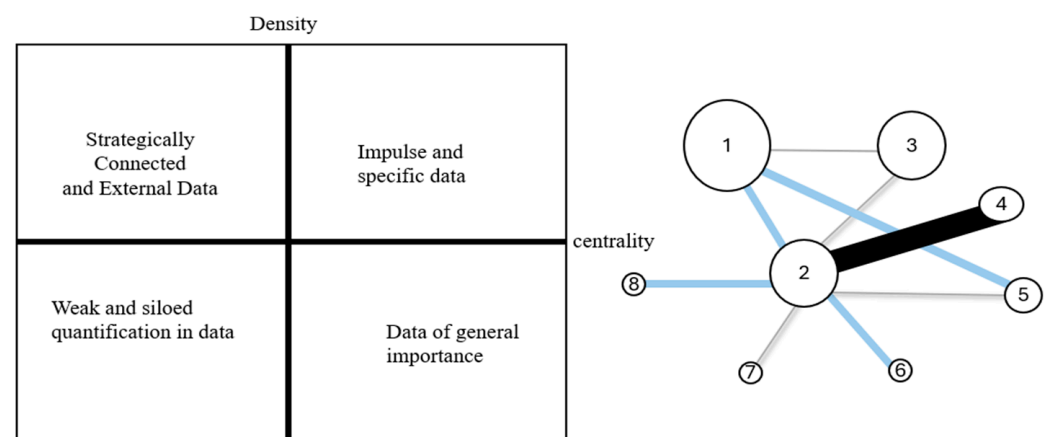 Density
Strategically
Connected
and External Data
Impulse and
specific data
centrality
Weak and siloed
quantification in data
Data of general
importance
1
3
4
2
8
5
7
6